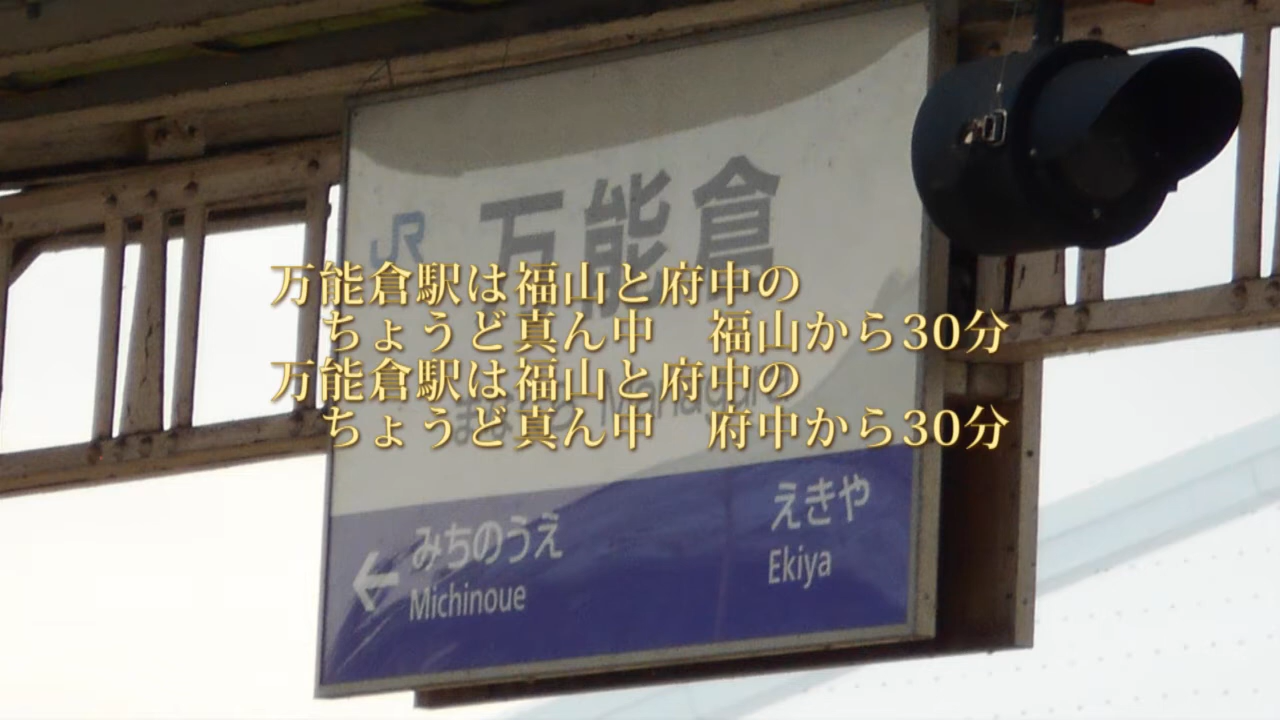 JR 万能倉
万能倉駅は福山と府中の
ちょうど真ん中　福山から30分
万能倉駅は福山と府中の
ちょうど真ん中　府中から30分
みちのうえ
Michinoue
えきや
Ekiya